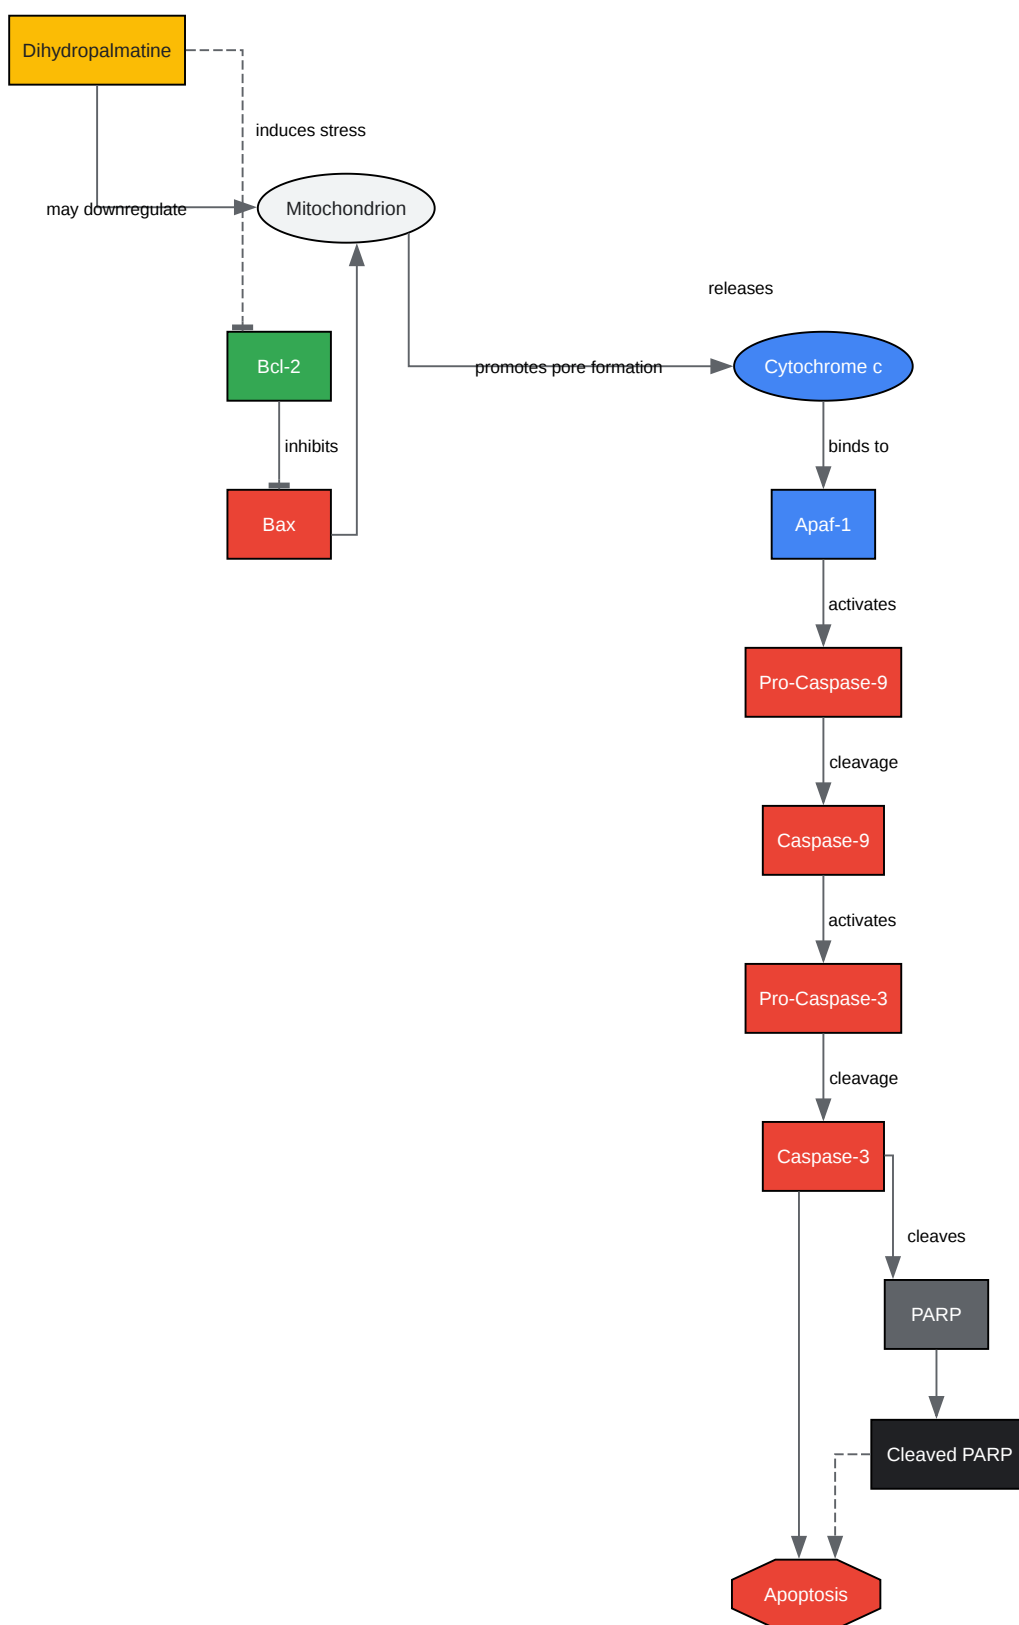 Dihydropalmatine
induces stress
Mitochondrion
may downregulate
releases
Bcl-2
promotes pore formation
Cytochrome c
inhibits
binds to
Bax
Apaf-1
activates
Pro-Caspase-9
cleavage
Caspase-9
activates
Pro-Caspase-3
cleavage
Caspase-3
cleaves
PARP
Cleaved PARP
Apoptosis